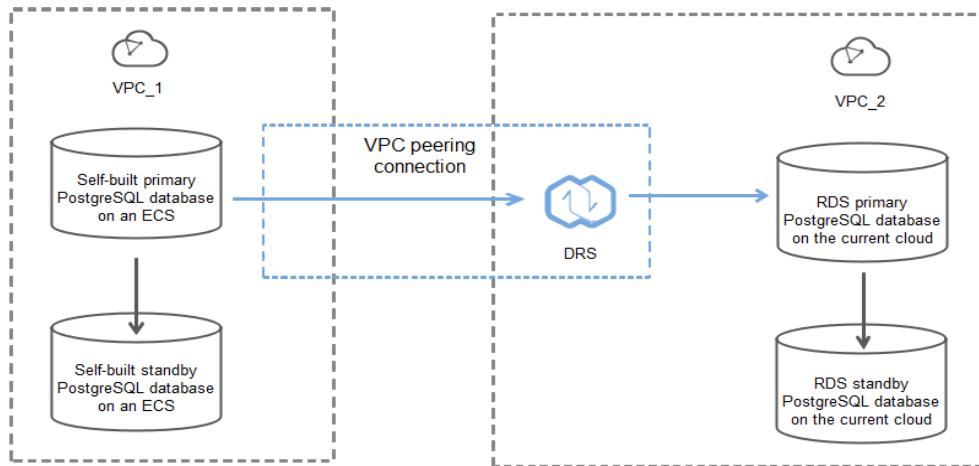 VPC_1
Self-built primary
PostgreSQL database
on an ECS
Self-built standby
PostgreSQL database
on an ECS
VPC peering
connection
DRS
VPC_2
RDS primary
PostgreSQL database
on the current cloud
RDS standby
PostgreSQL database
on the current cloud